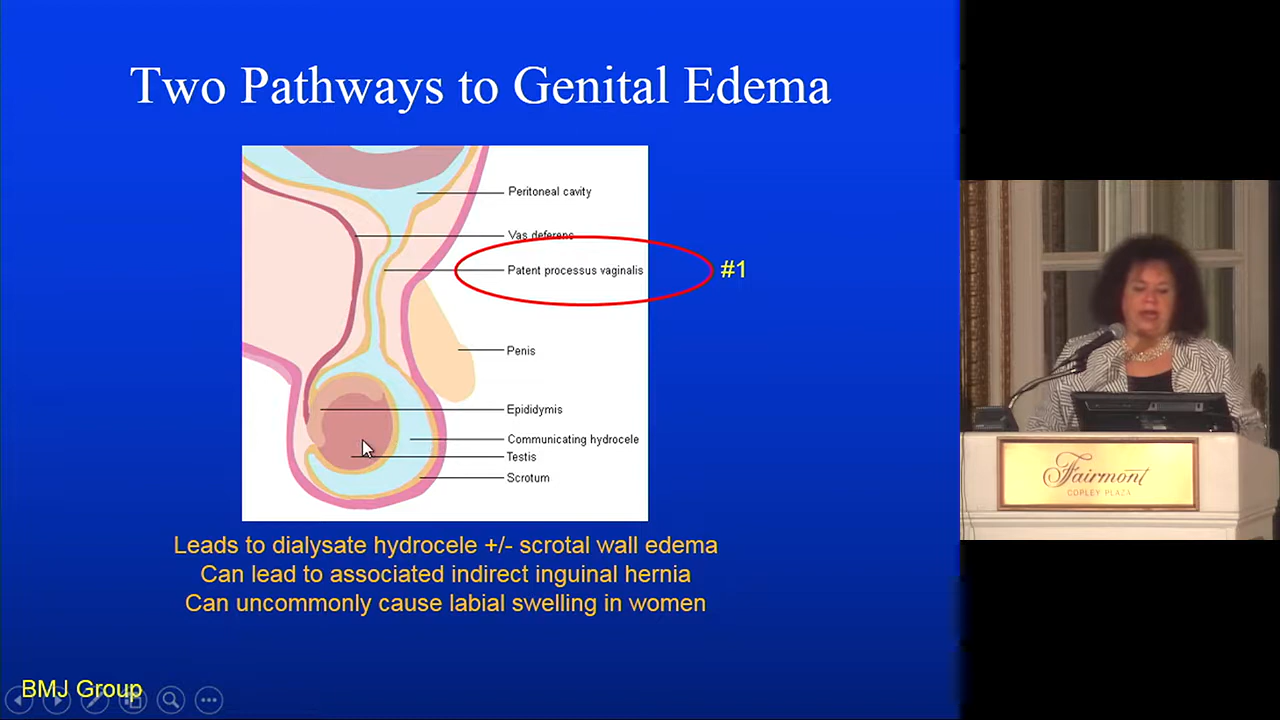 Two Pathways to Genital Edema
Peritoneal cavity
Vas deferens
Patent processus vaginalis
#1
Penis
Epididymis
Communicating hydrocele
Testis
Scrotum
Leads to dialysate hydrocele +/- scrotal wall edema
Can lead to associated indirect inguinal hernia
Can uncommonly cause labial swelling in women
BMJ Group
Fairmont
COPLEY PLAZA